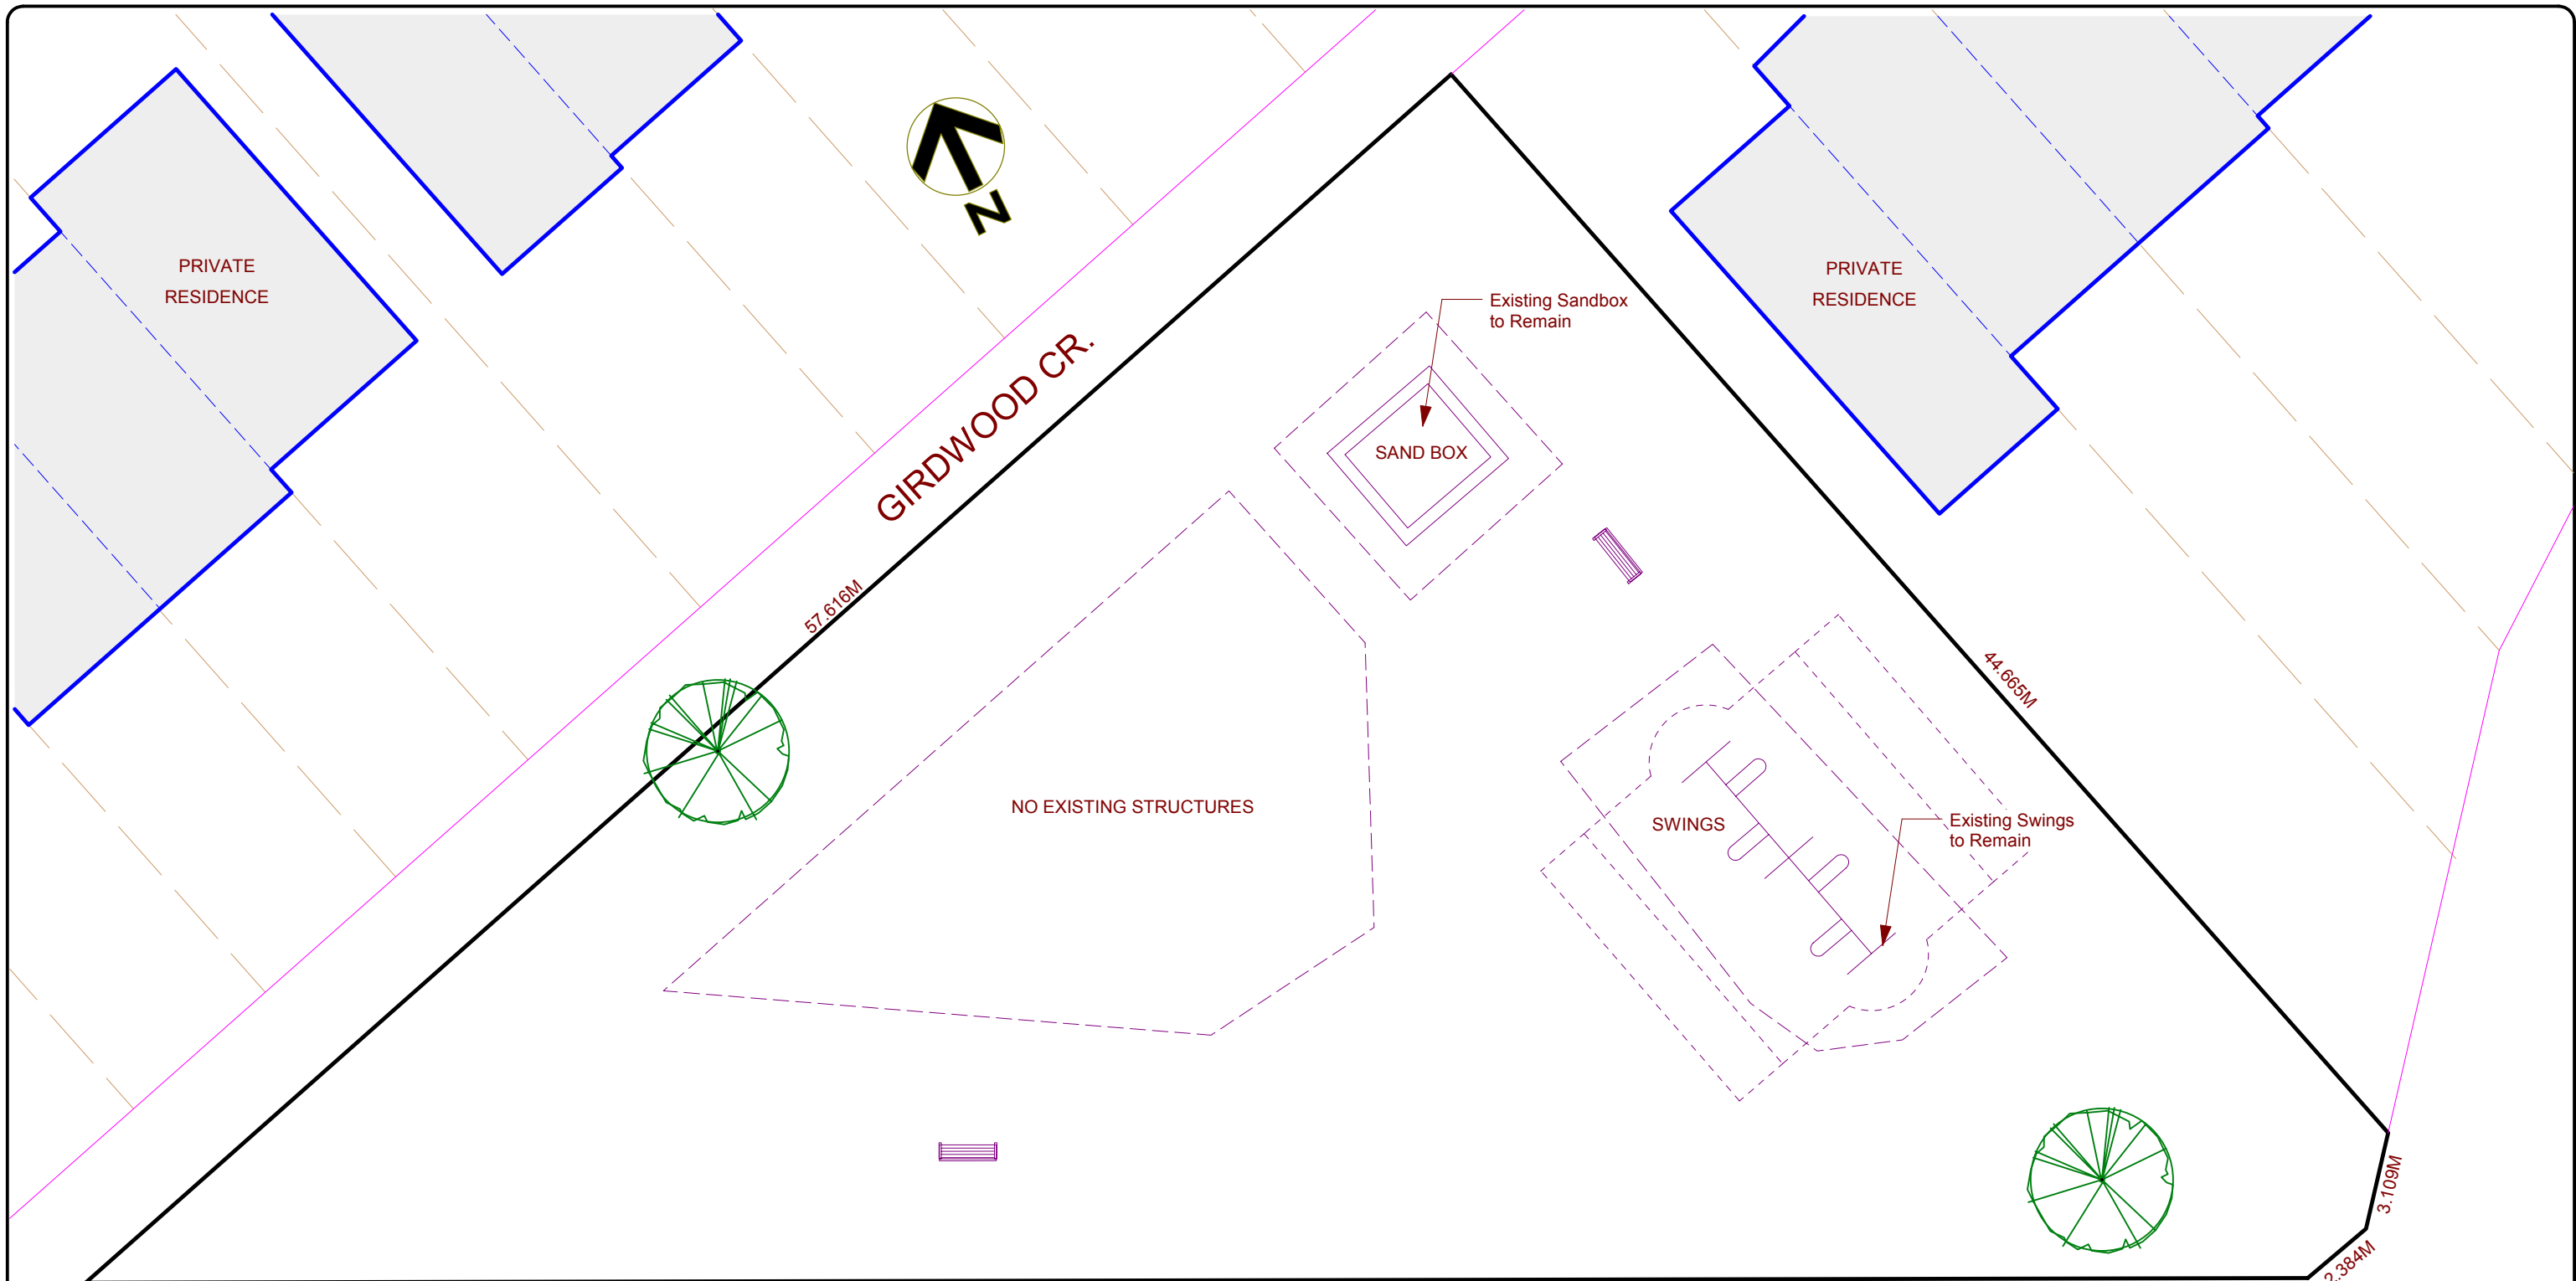 N
PRIVATE
RESIDENCE
PRIVATE
RESIDENCE
Existing Sandbox
to Remain
GIRDWOOD CR.
SAND BOX
57.616M
44.665M
NO EXISTING STRUCTURES
SWINGS
Existing Swings
to Remain
3.109M
2.384M